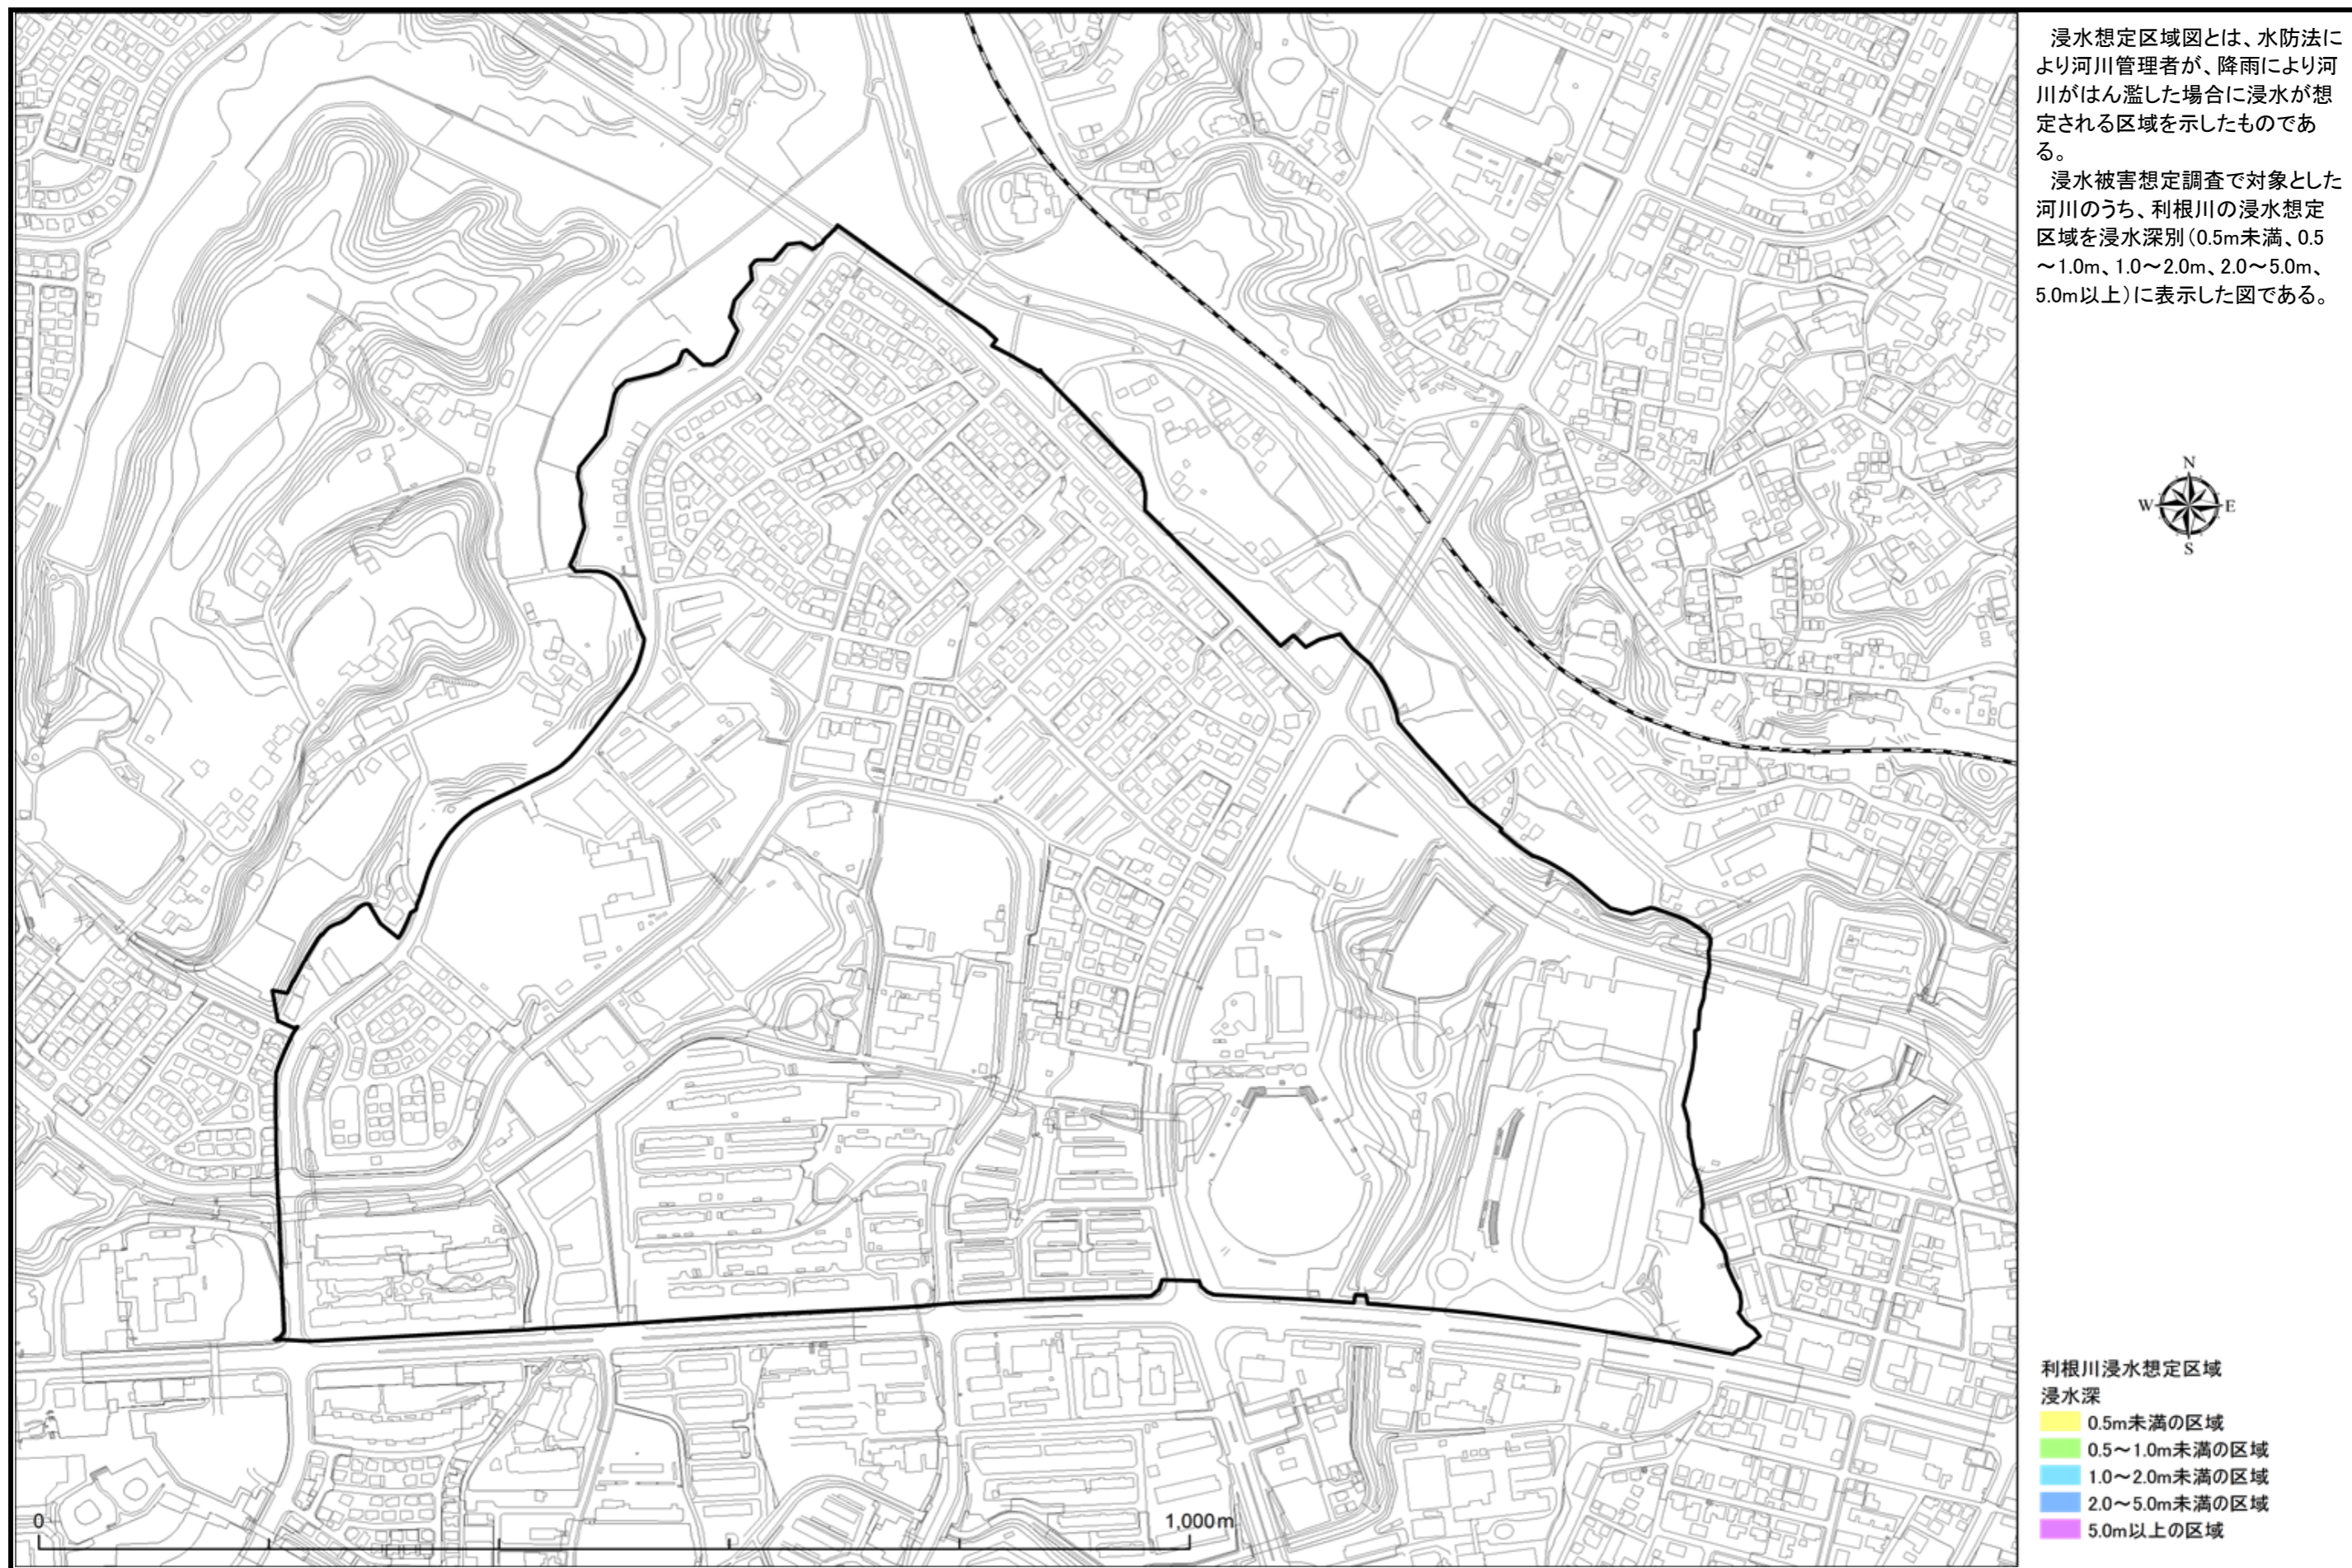 浸水想定区域図とは、水防法に
より河川管理者が、降雨により河
川がはん濫した場合に浸水が想
定される区域を示したものであ
る。
浸水被害想定調査で対象とした
河川のうち、利根川の浸水想定
区域を浸水深別（0.5m未満、0.5
～1.0m、1.0～2.0m、2.0～5.0m、
5.0m以上）に表示した図である。
N
W E
S
利根川浸水想定区域
浸水深
0.5m未満の区域
0.5～1.0m未満の区域
1.0～2.0m未満の区域
2.0～5.0m未満の区域
5.0m以上の区域
0 1,000m